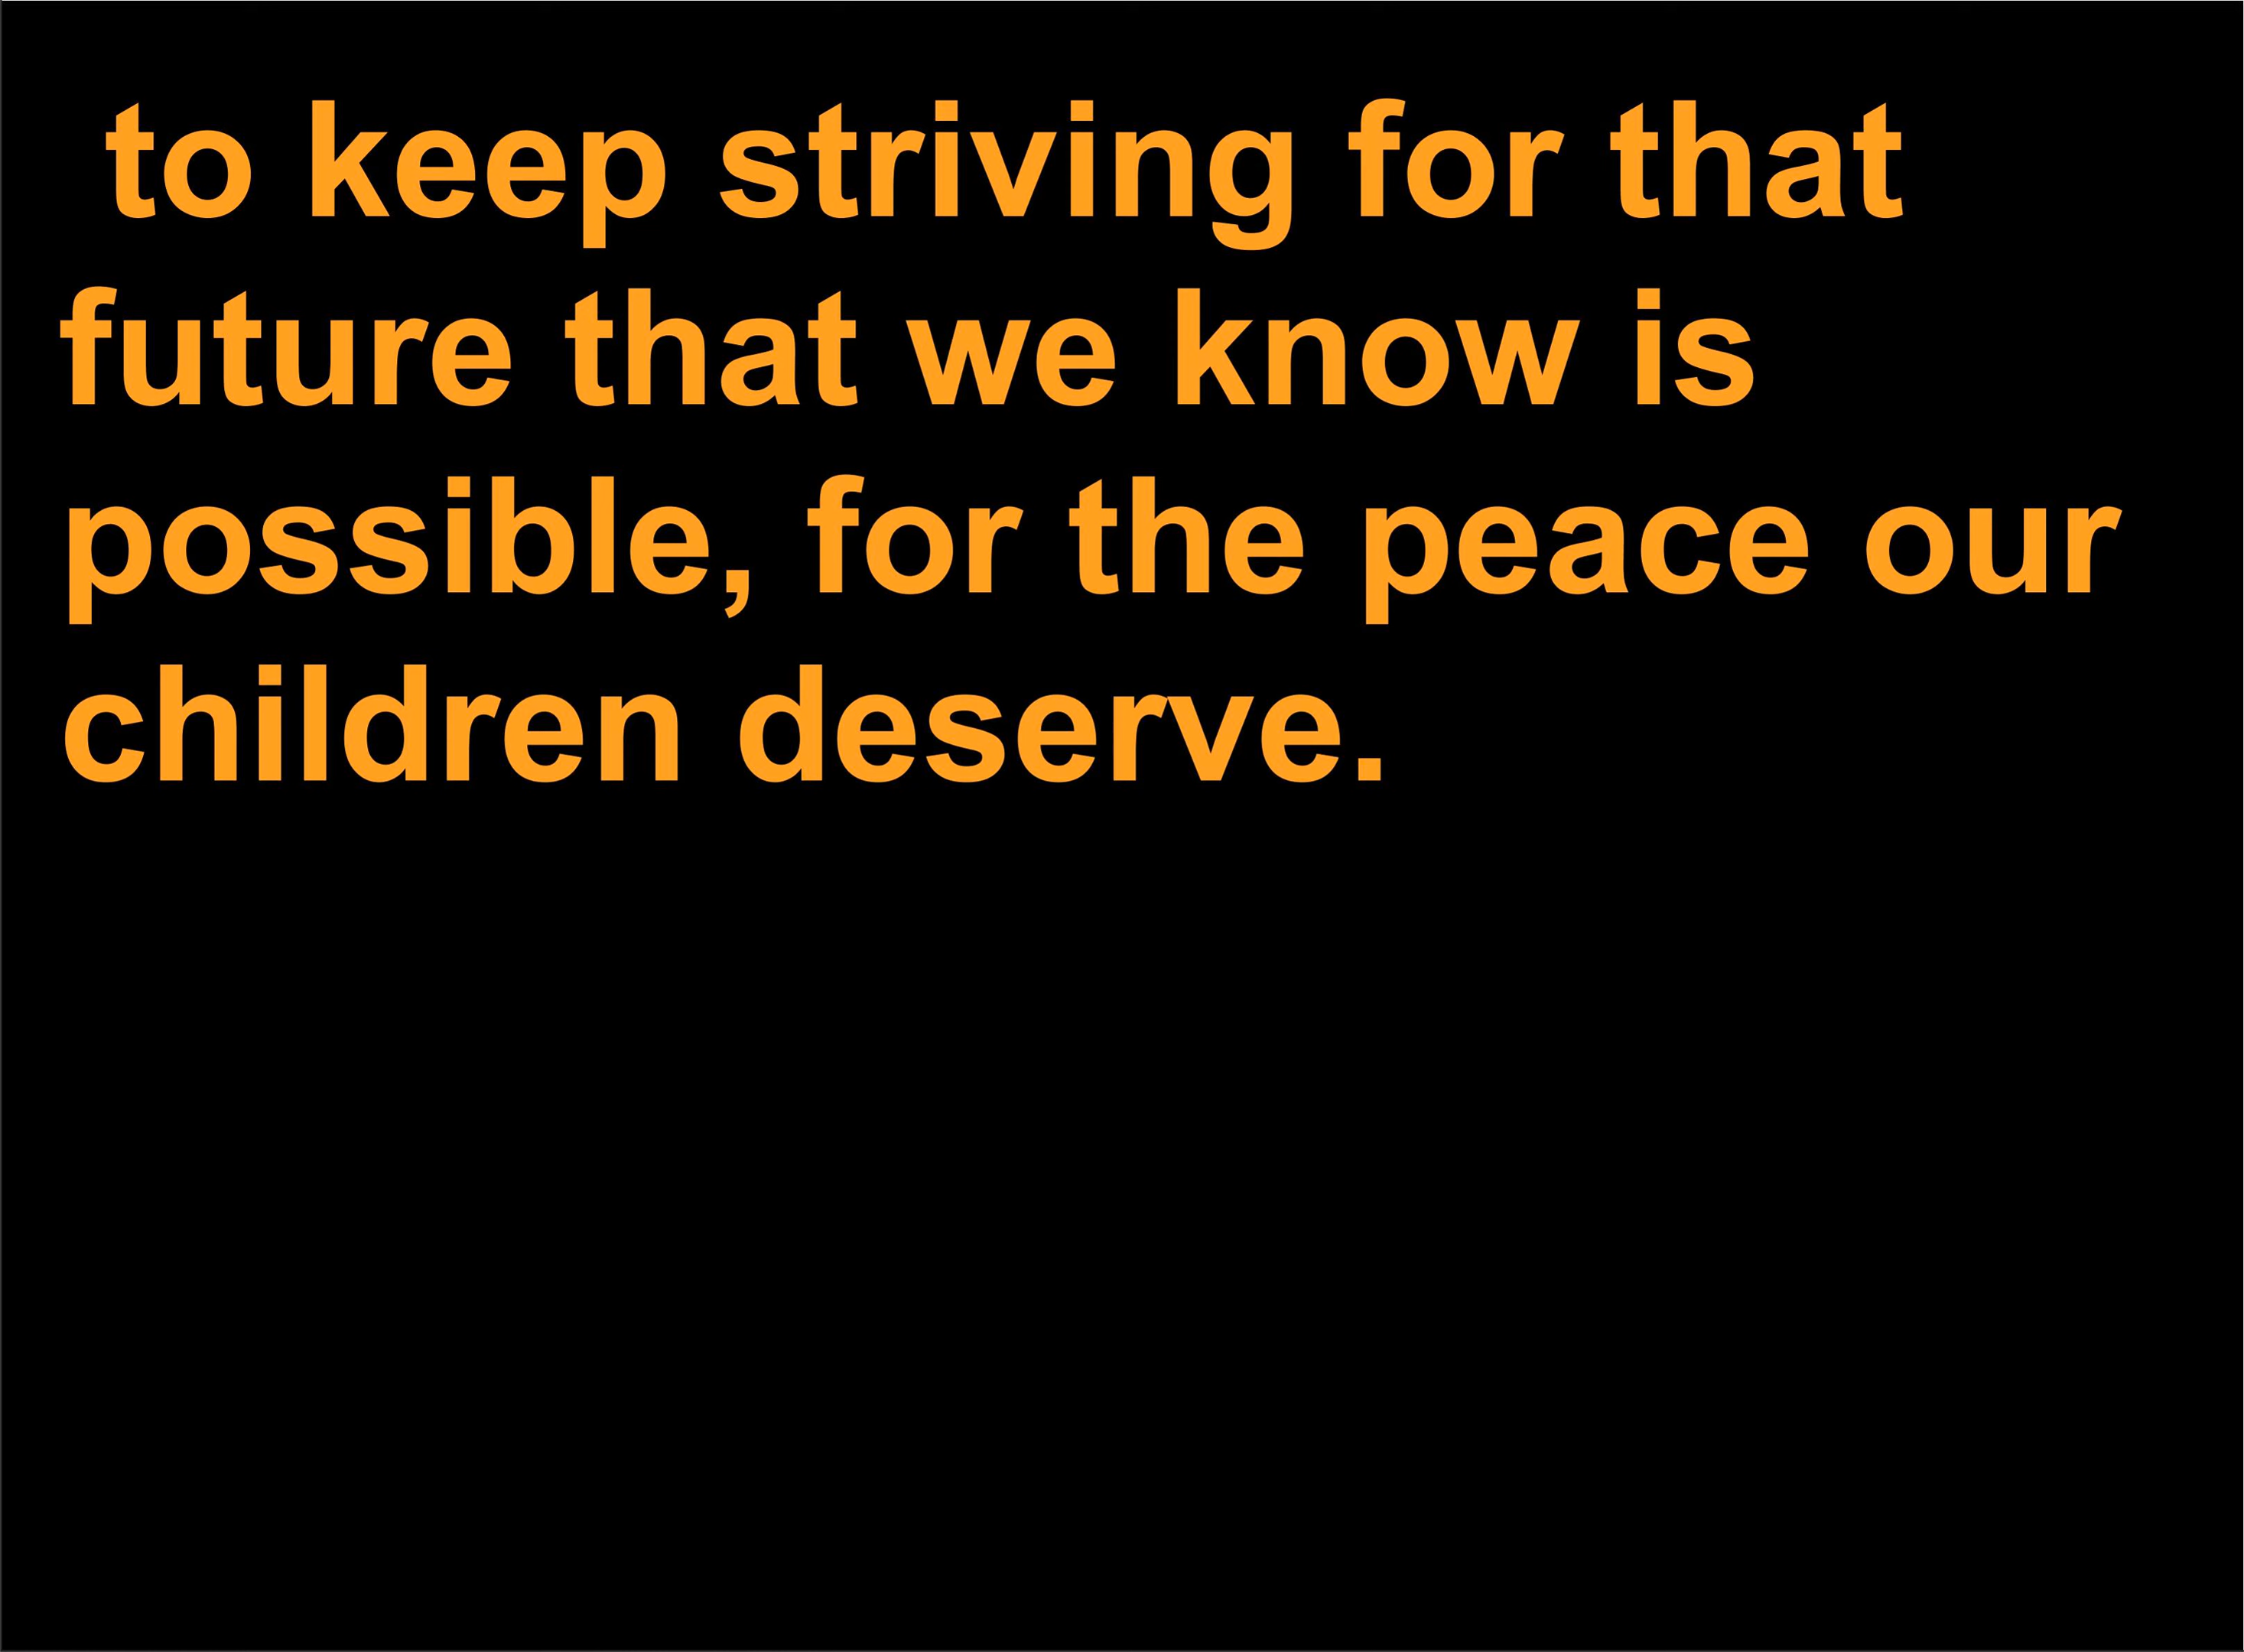 to keep striving for that
future that we know is
possible, for the peace our
children deserve.